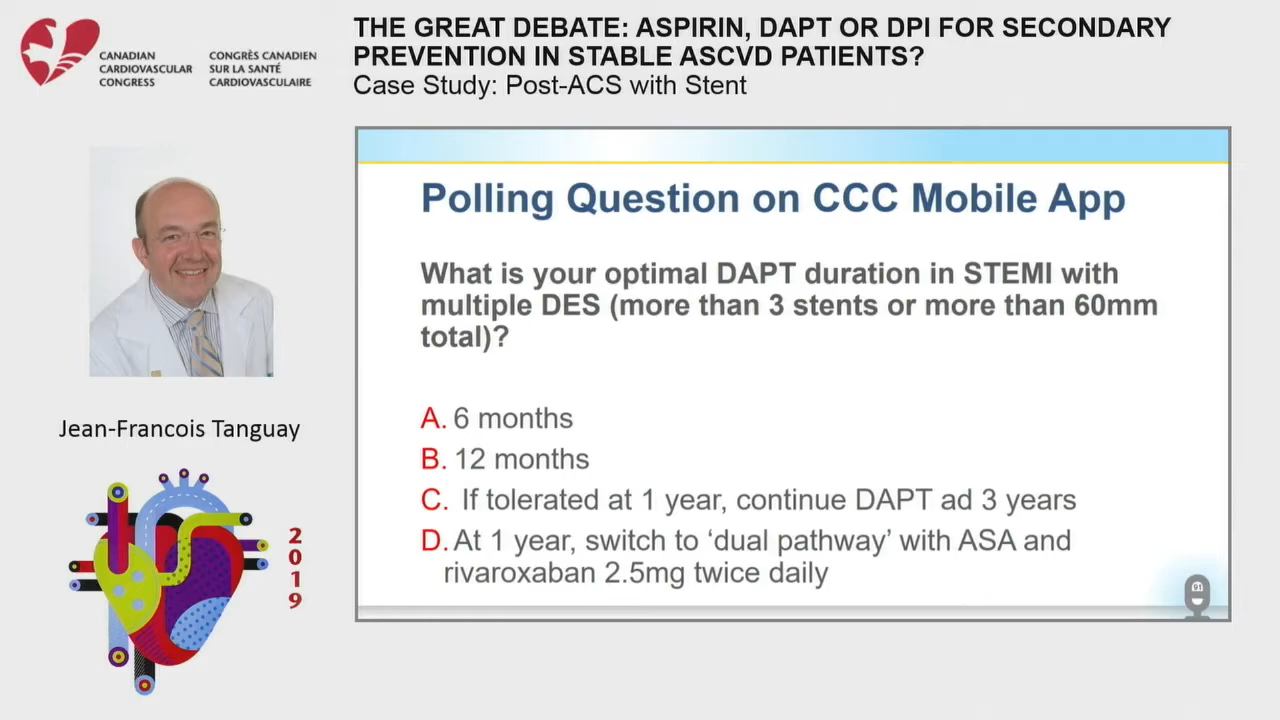 CANADIAN
CARDIOVASCULAR
CONGRESS
CONGRÈS CANADIEN
SUR LA SANTÉ
CARDIOVASCULAIRE
THE GREAT DEBATE: ASPIRIN, DAPT OR DPI FOR SECONDARY
PREVENTION IN STABLE ASCVD PATIENTS?
Case Study: Post-ACS with Stent
Polling Question on CCC Mobile App
What is your optimal DAPT duration in STEMI with
multiple DES (more than 3 stents or more than 60mm
total)?
A. 6 months
B. 12 months
C. If tolerated at 1 year, continue DAPT ad 3 years
D. At 1 year, switch to ‘dual pathway’ with ASA and
rivaroxaban 2.5mg twice daily
Jean-Francois Tanguay
2019